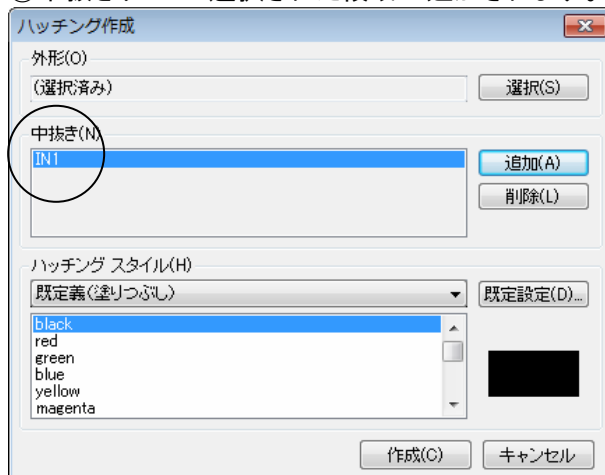 ハッチング作成
外形(O)
(選択済み)
選択(S)
中抜き(N)
IN1
追加(A)
削除(L)
ハッチング スタイル(H)
既定義(塗りつぶし)
既定設定(D)...
black
red
green
blue
yellow
magenta
作成(C)
キャンセル